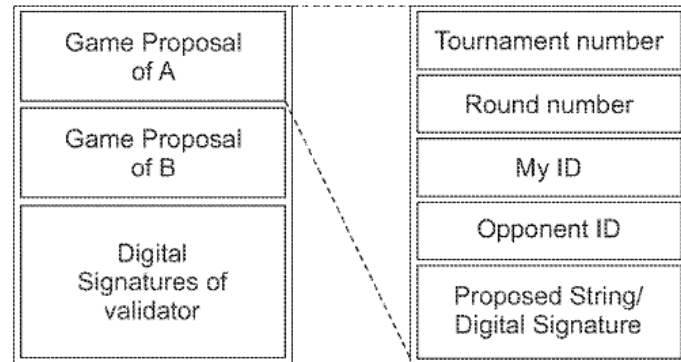 Game Proposal
of A
Game Proposal
of B
Digital
Signatures of
validator
Tournament number
Round number
My ID
Opponent ID
Proposed String/
Digital Signature